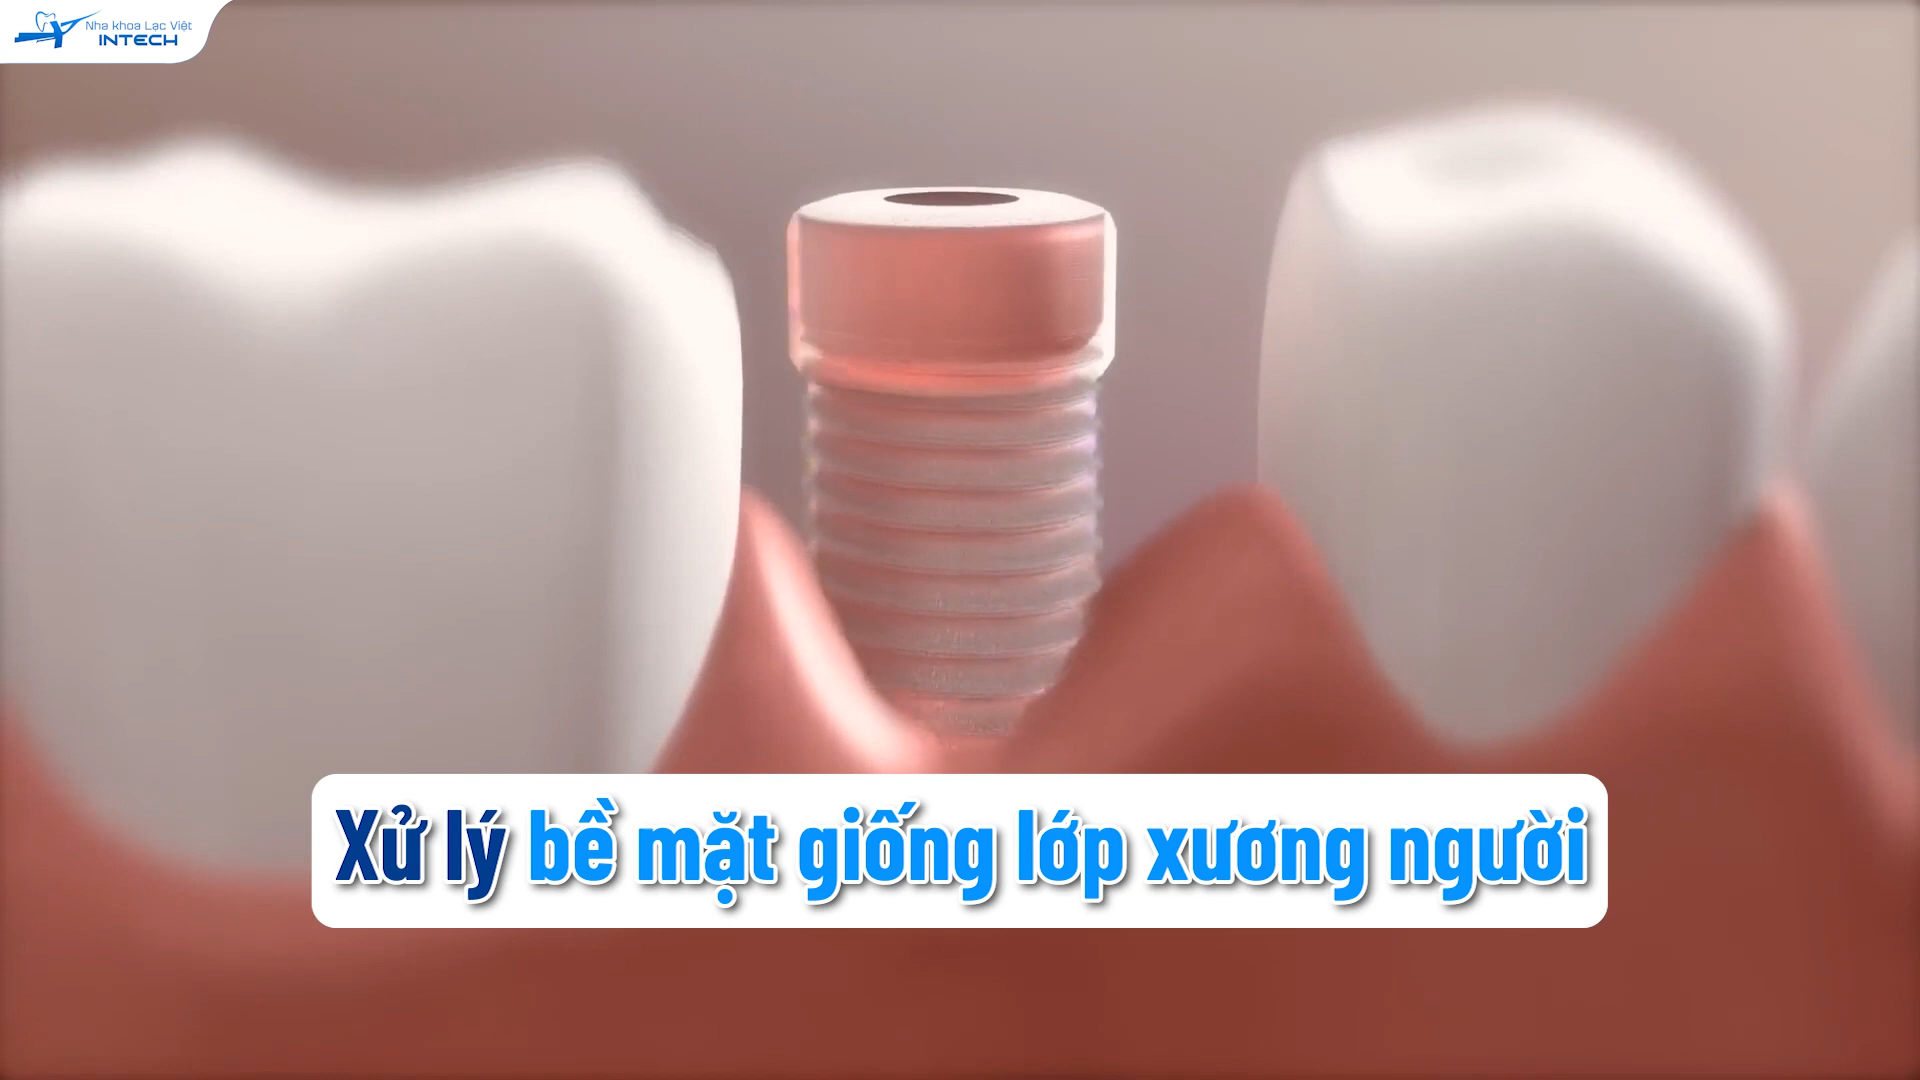 Nha khoa Lạc Việt
INTECH
Xử lý bề mặt giống lớp xương người